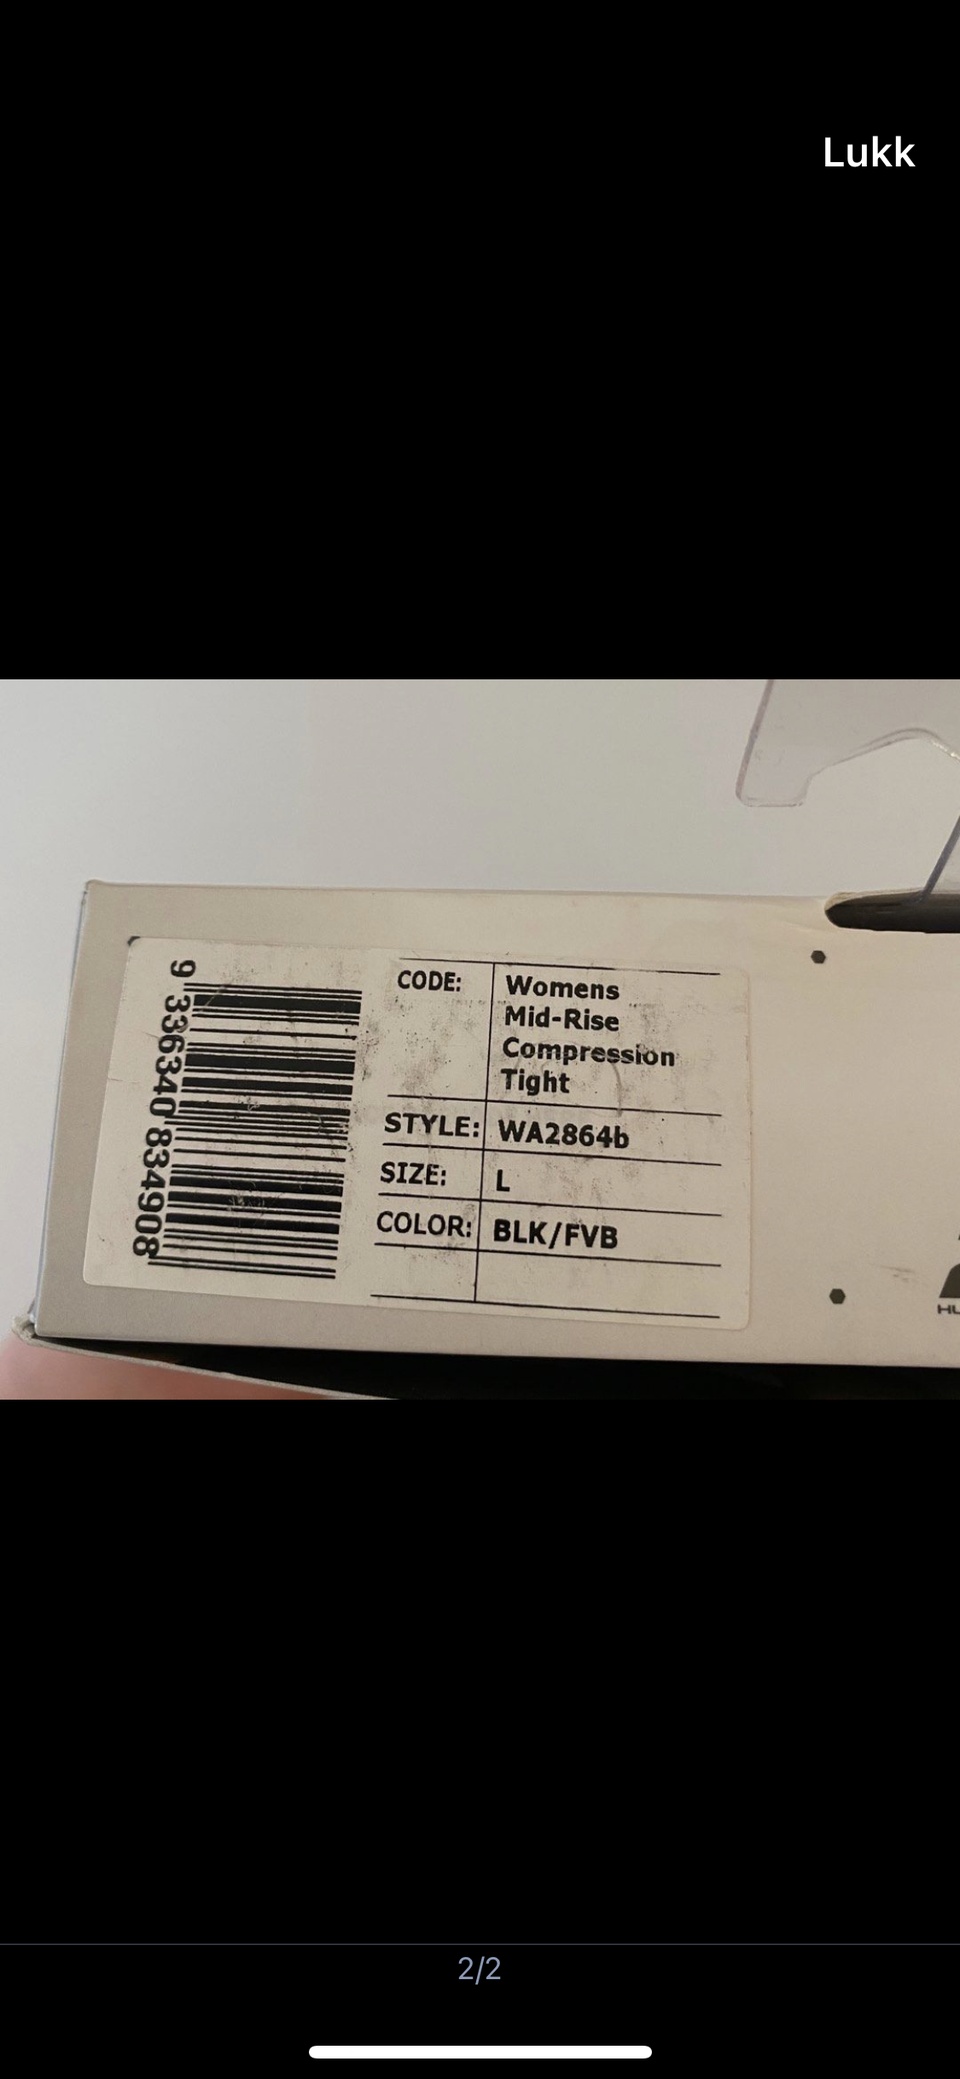 Lukk
9 336340 834908
CODE: Womens
Mid-Rise
Compression
Tight
STYLE: WA2864b
SIZE: L
COLOR: BLK/FVB
2/2